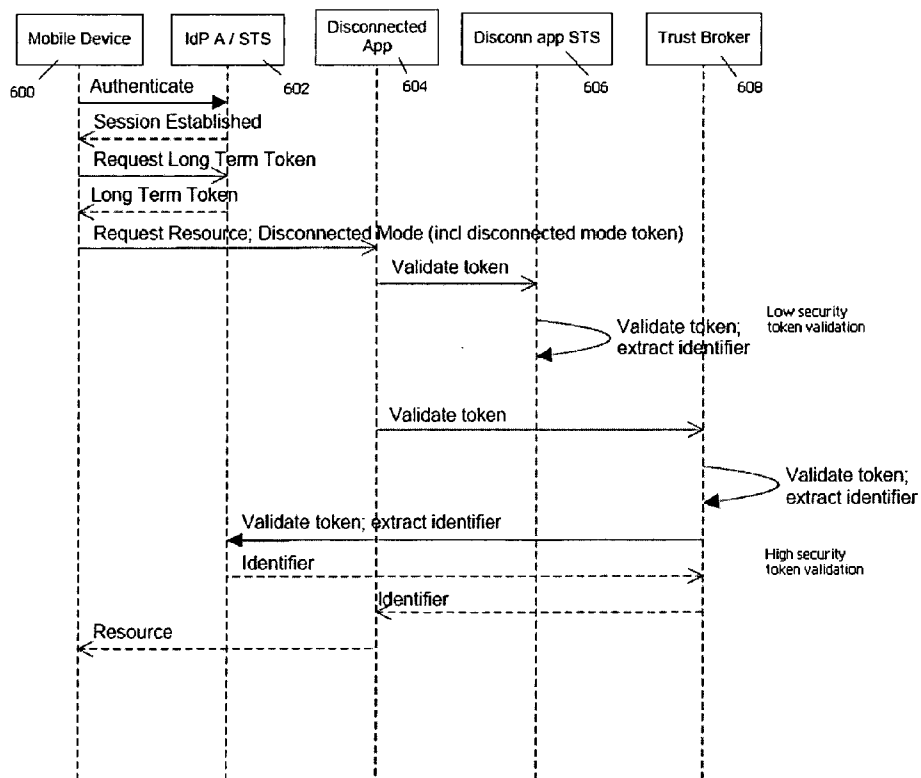 Mobile Device
IdP A / STS
Disconnected
App
Disconn app STS
Trust Broker
600
602
604
606
608
Authenticate
Session Established
Request Long Term Token
Long Term Token
Request Resource; Disconnected Mode (incl disconnected mode token)
Validate token
Validate token;
extract identifier
Low security
token validation
Validate token
Validate token;
extract identifier
Validate token; extract identifier
Identifier
High security
token validation
Identifier
Resource